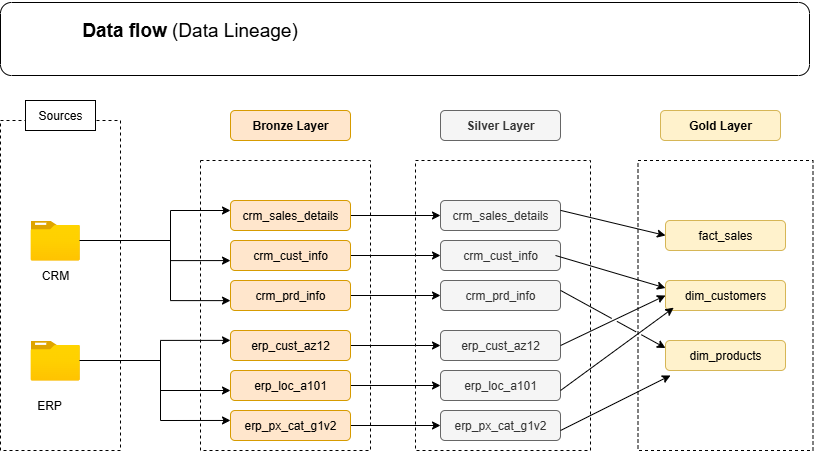 Data flow (Data Lineage)
Sources
Bronze Layer
Silver Layer
Gold Layer
CRM
ERP
crm_sales_details
crm_cust_info
crm_prd_info
erp_cust_az12
erp_loc_a101
erp_px_cat_g1v2
crm_sales_details
crm_cust_info
crm_prd_info
erp_cust_az12
erp_loc_a101
erp_px_cat_g1v2
fact_sales
dim_customers
dim_products